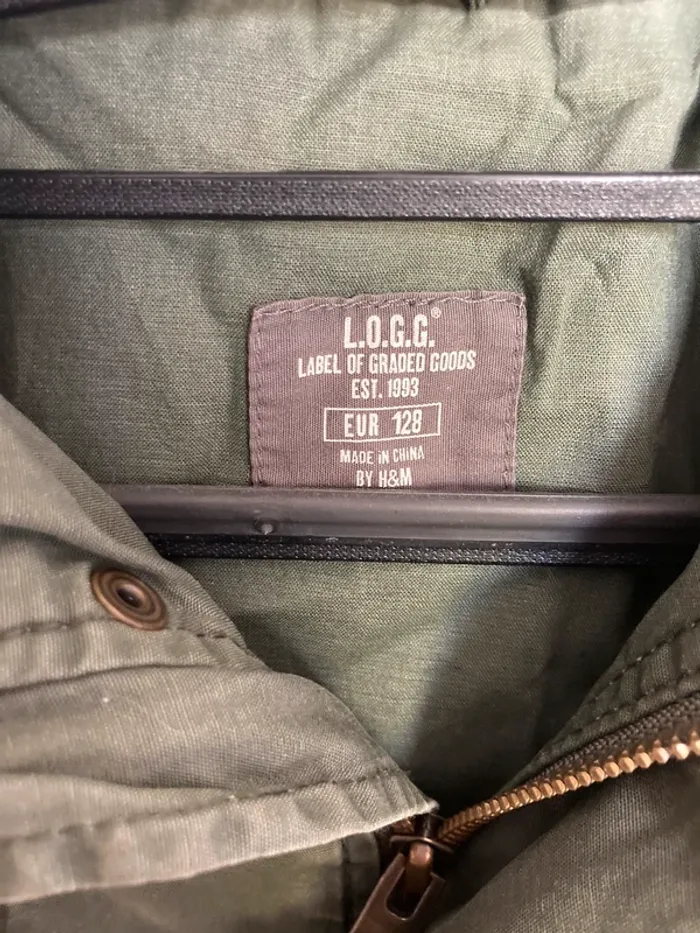 L.O.G.G.®
LABEL OF GRADED GOODS
EST. 1993
EUR 128
MADE IN CHINA
BY H&M